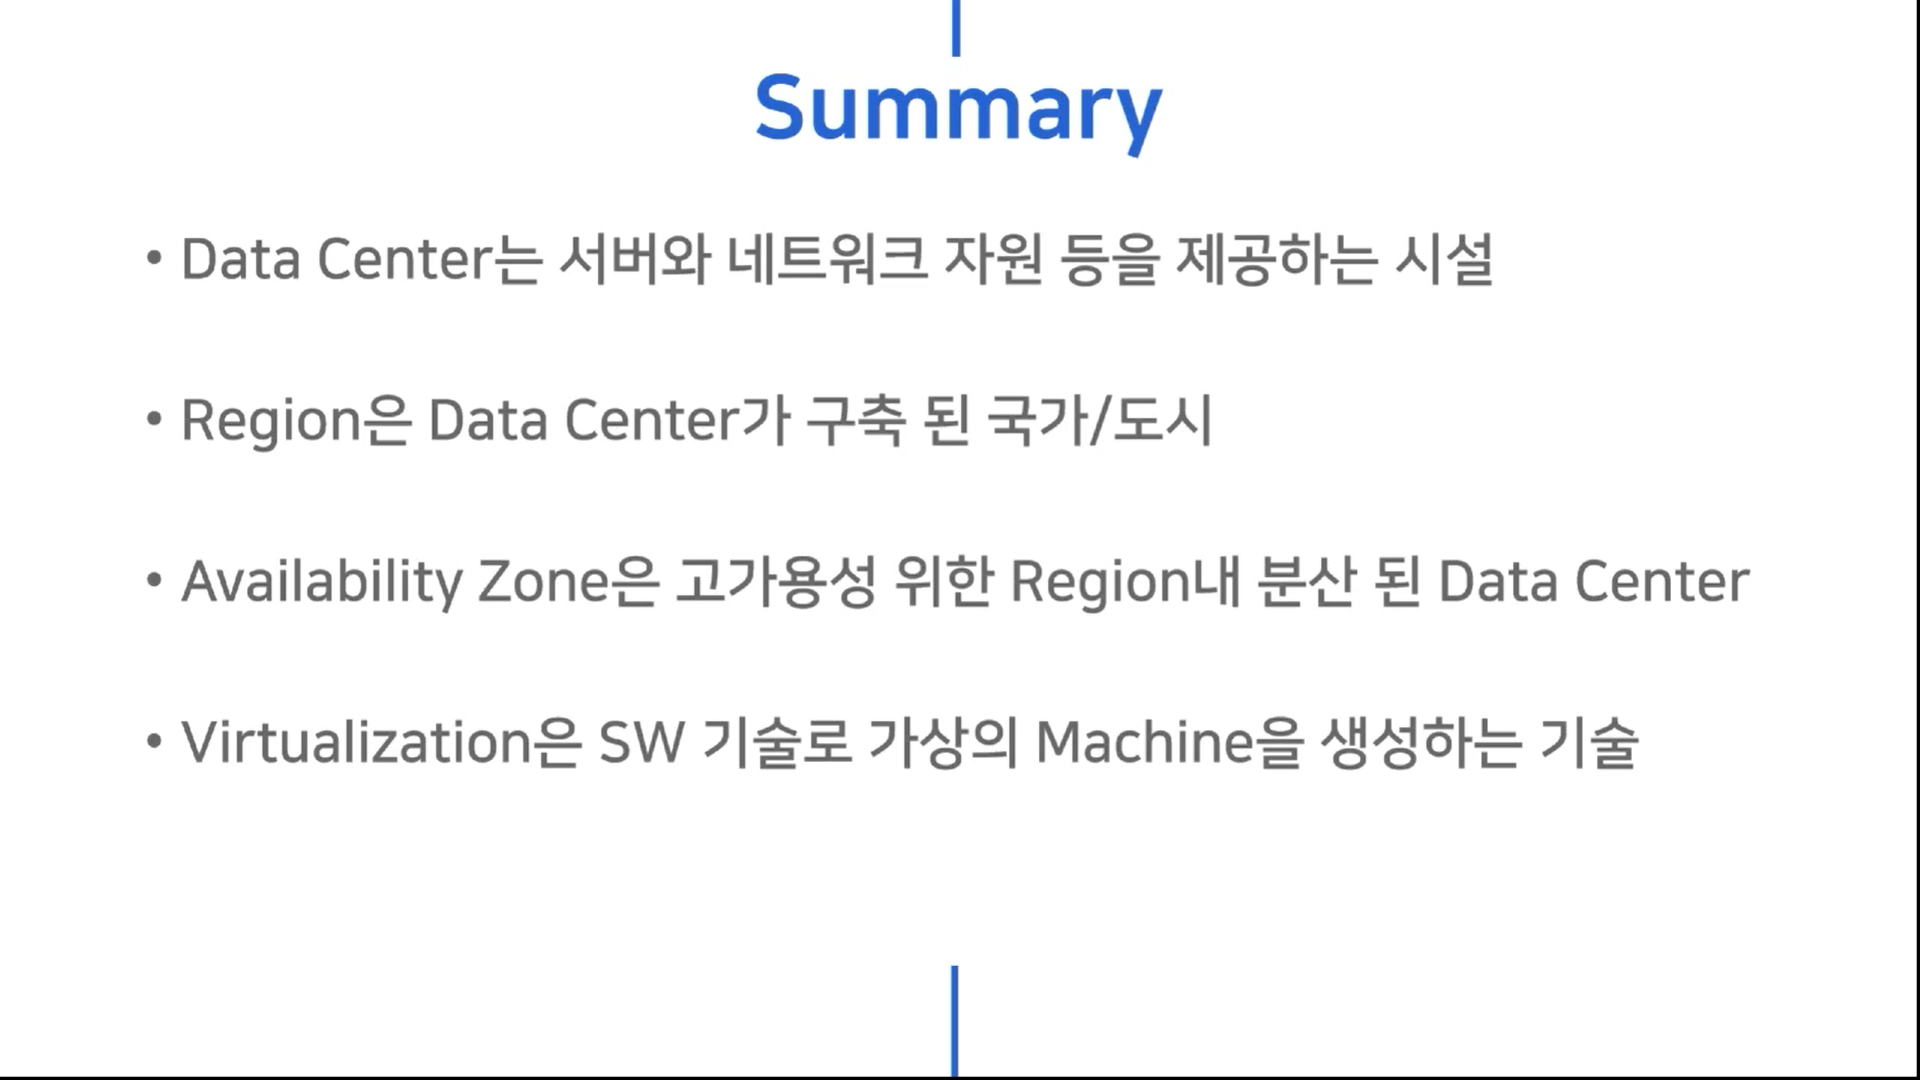 Summary
• Data Center는 서버와 네트워크 자원 등을 제공하는 시설
• Region은 Data Center가 구축 된 국가/도시
• Availability Zone은 고가용성 위한 Region내 분산 된 Data Center
• Virtualization은 SW 기술로 가상의 Machine을 생성하는 기술